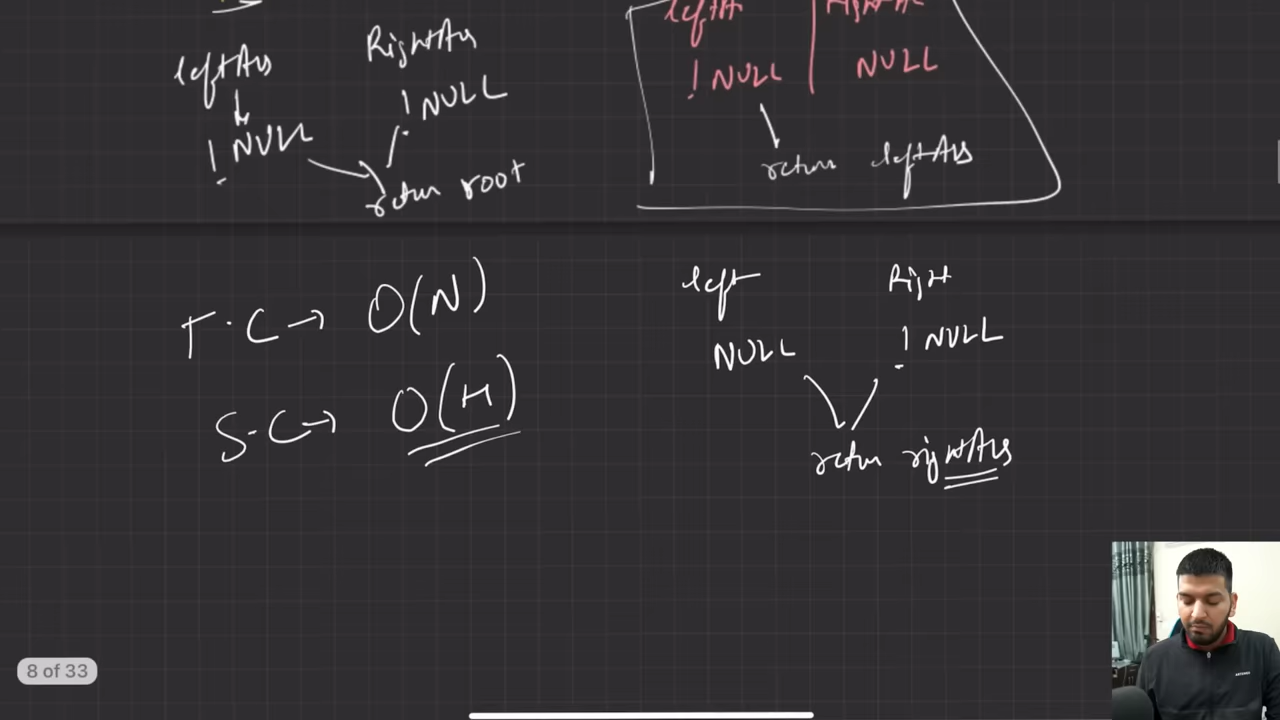 leftAns
RightAns
! NULL
! NULL
return root
leftAns
RightAns
! NULL
NULL
return leftAns
T.C → O(N)
S.C → O(H)
left
Right
NULL
! NULL
return rightAns
8 of 33